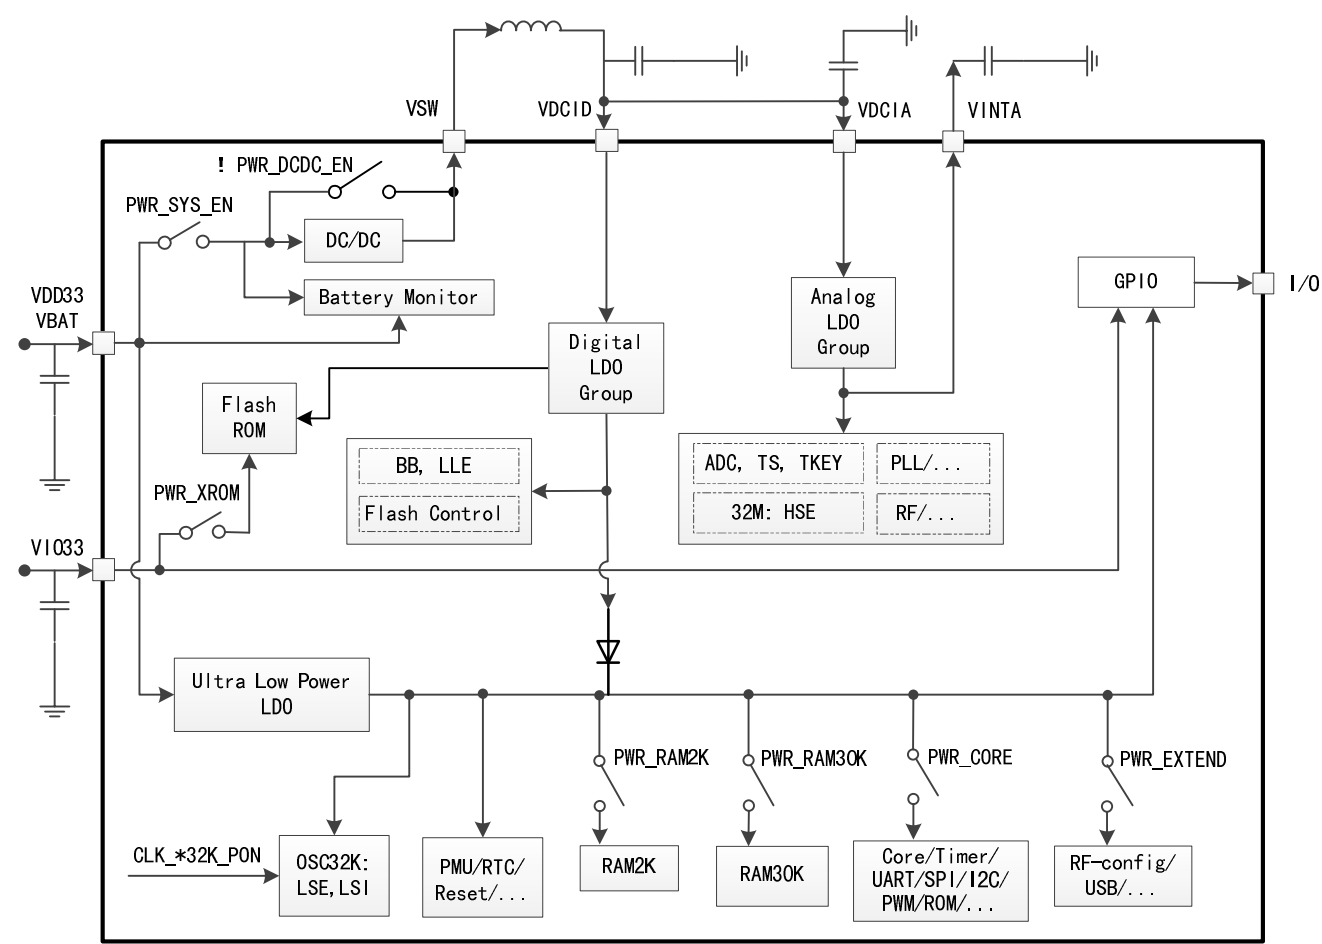 VSW
VDCID
VDCIA
VINTA
! PWR_DCDC_EN
PWR_SYS_EN
DC/DC
Battery Monitor
VDD33
VBAT
GPIO
I/O
Analog
LDO
Group
Digital
LDO
Group
Flash
ROM
BB, LLE
Flash Control
ADC, TS, TKEY
PLL/...
32M: HSE
RF/...
PWR_XROM
VIO33
Ultra Low Power
LDO
PWR_RAM2K
PWR_RAM30K
PWR_CORE
PWR_EXTEND
CLK_*32K_PON
OSC32K:
LSE,LSI
PMU/RTC/
Reset/...
RAM2K
RAM30K
Core/Timer/
UART/SPI/I2C/
PWM/ROM/...
RF-config/
USB/...